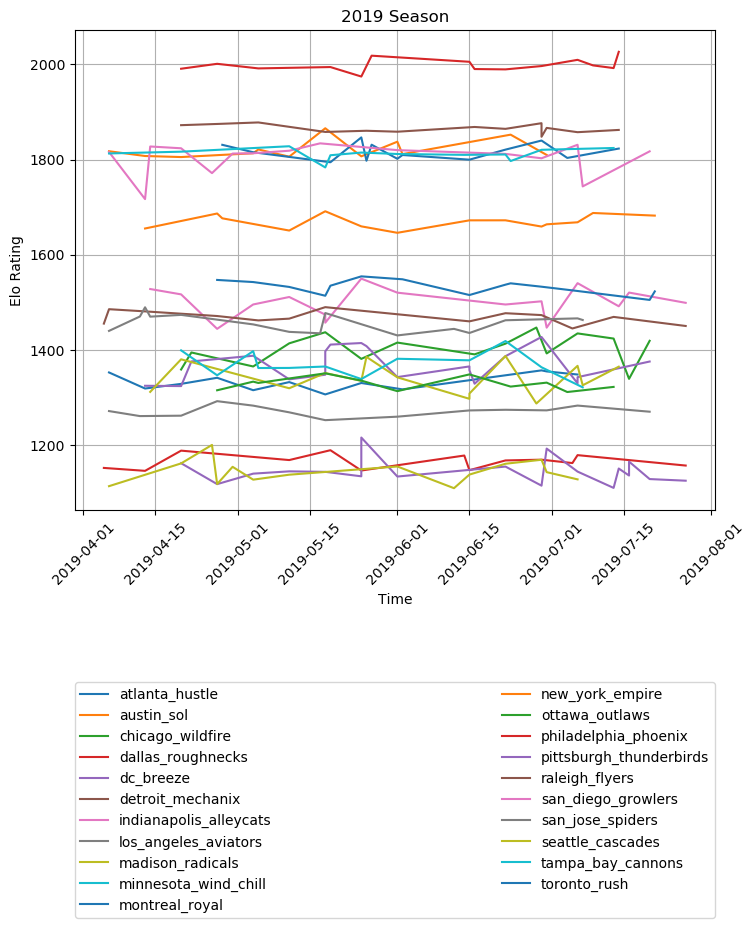 2019 Season
2000
1800
1600
1400
1200
Elo Rating
2019-04-01
2019-04-15
2019-05-01
2019-05-15
2019-06-01
2019-06-15
2019-07-01
2019-07-15
2019-08-01
Time
atlanta_hustle
austin_sol
chicago_wildfire
dallas_roughnecks
dc_breeze
detroit_mechanix
indianapolis_alleycats
los_angeles_aviators
madison_radicals
minnesota_wind_chill
montreal_royal
new_york_empire
ottawa_outlaws
philadelphia_phoenix
pittsburgh_thunderbirds
raleigh_flyers
san_diego_growlers
san_jose_spiders
seattle_cascades
tampa_bay_cannons
toronto_rush